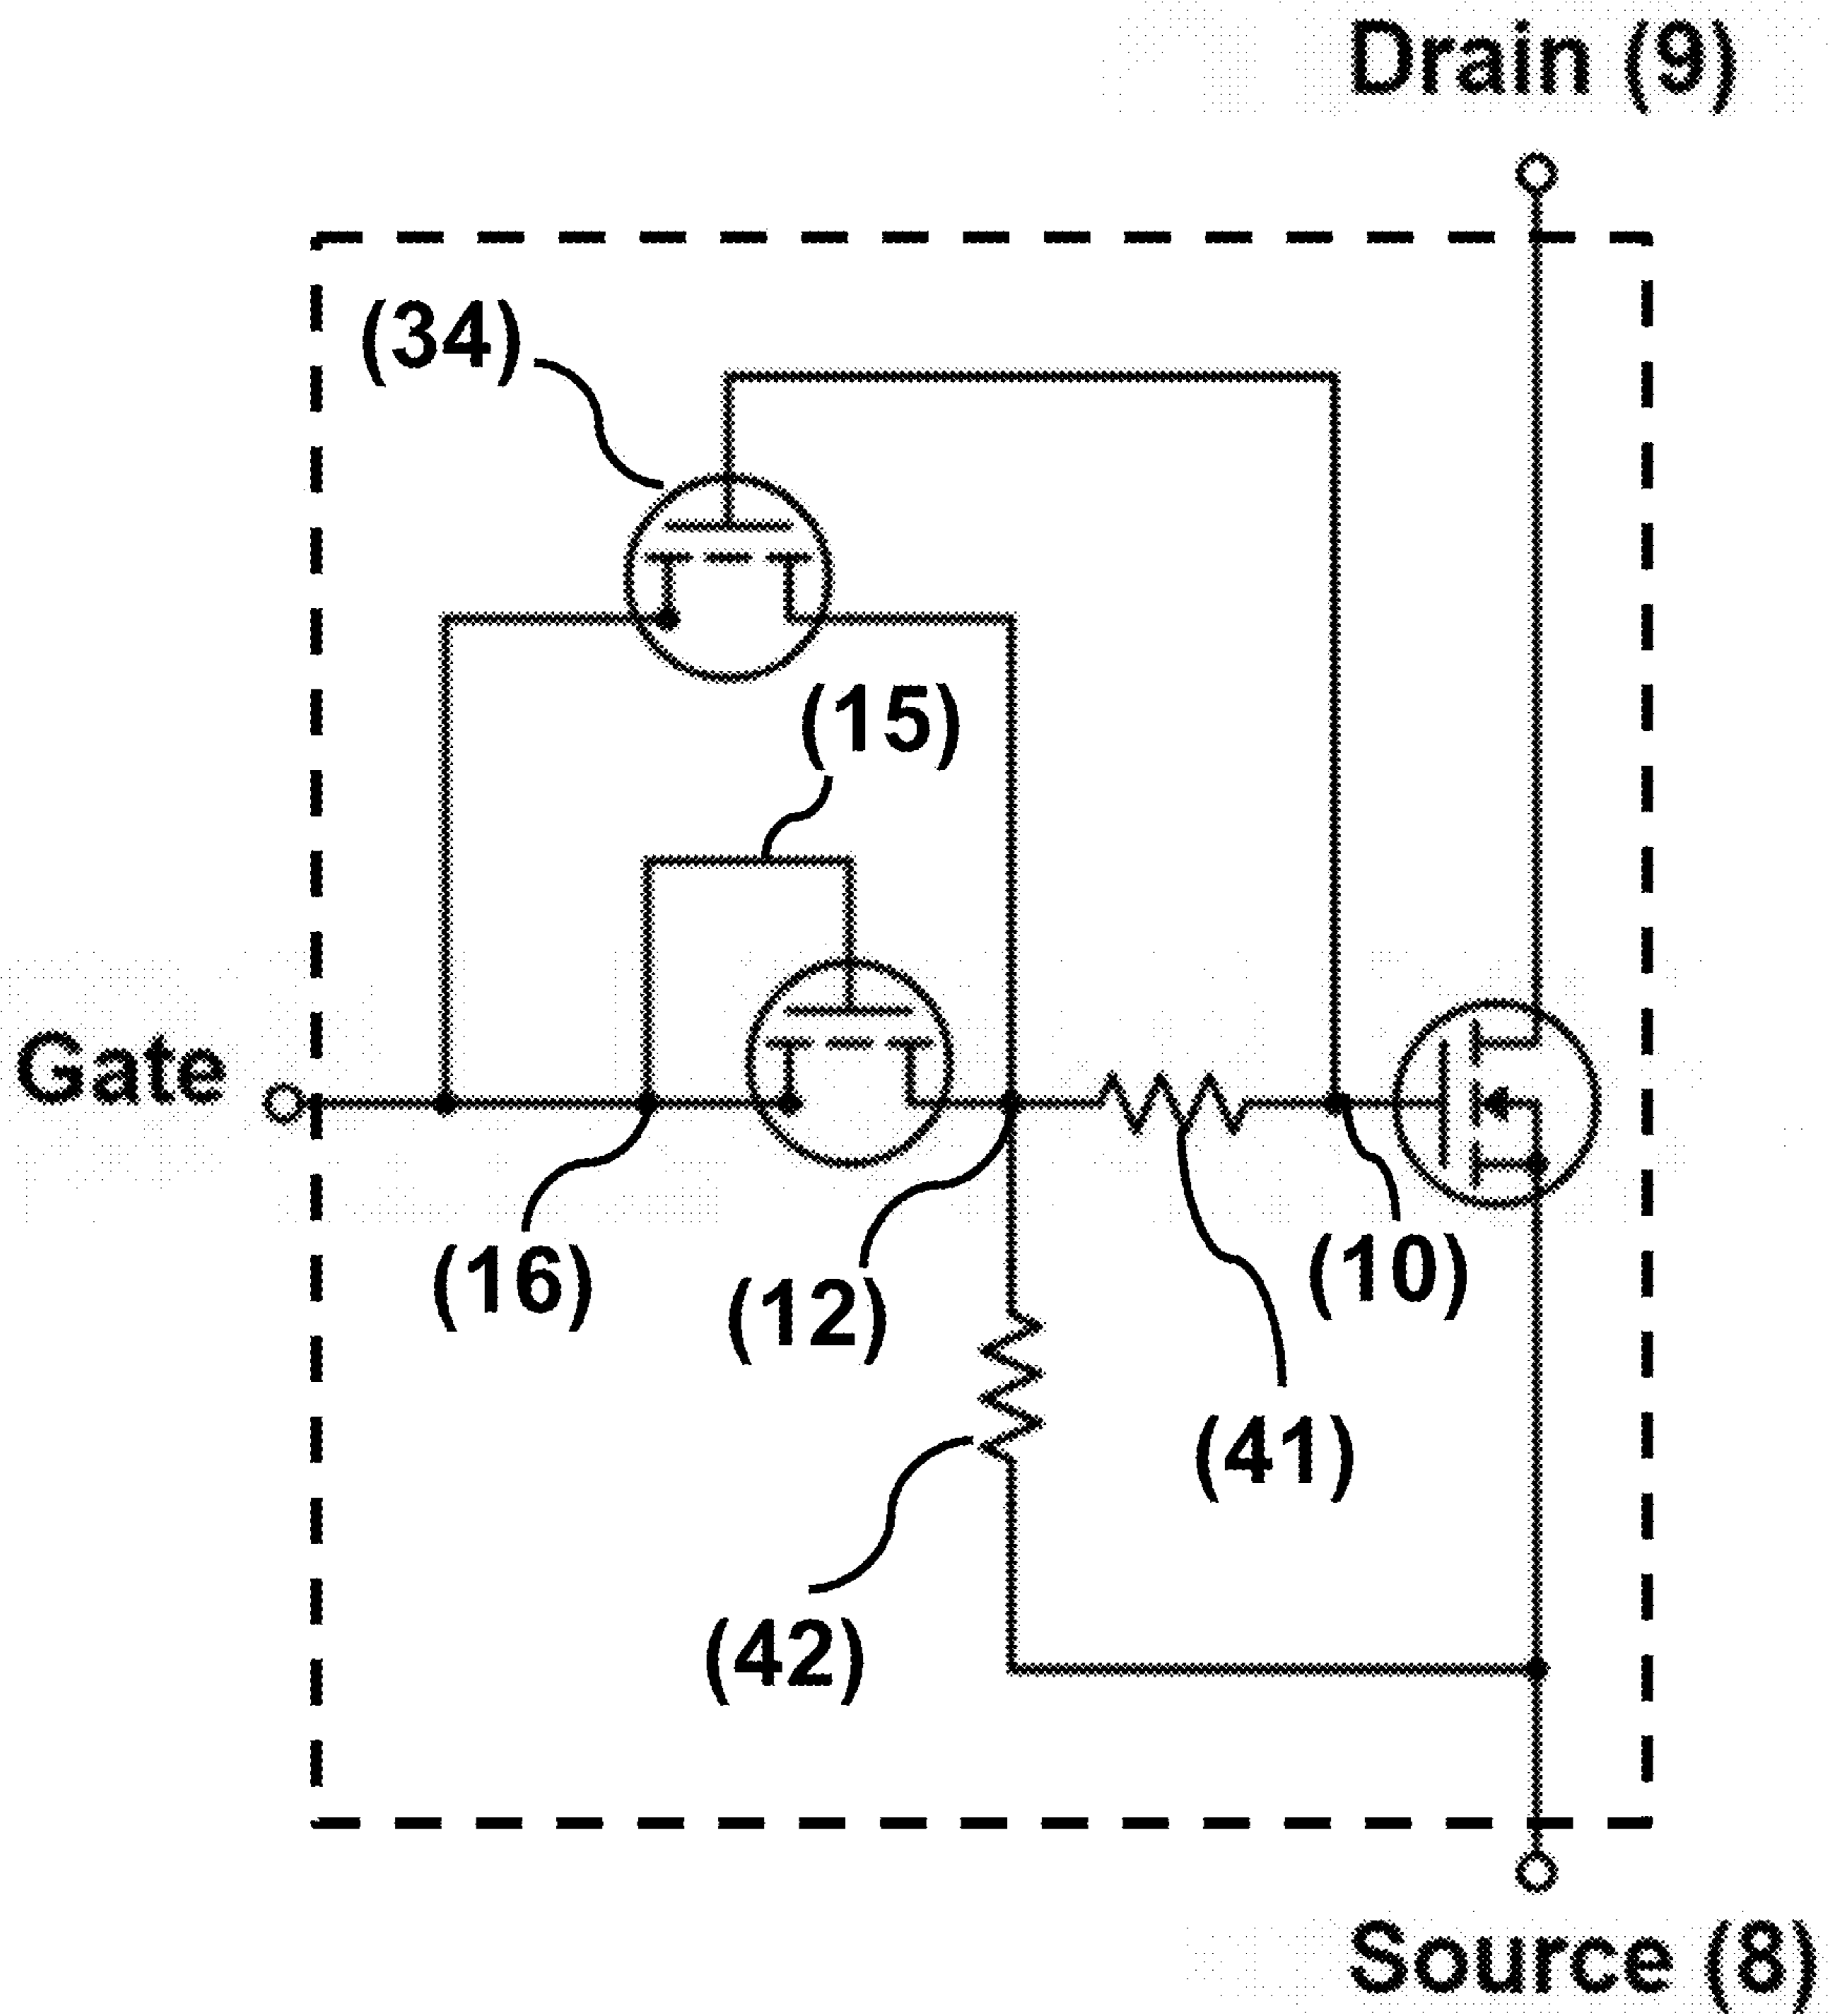 Drain (9)
(34)
(15)
Gate
(16)
(12)
(10)
(41)
(42)
Source (8)